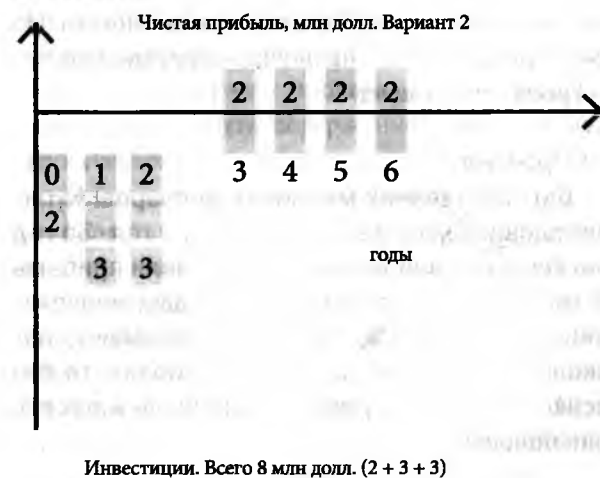 Чистая прибыль, млн долл. Вариант 2
2 2 2 2
0 1 2 3 4 5 6
2
годы
3 3
Инвестиции. Всего 8 млн долл. (2 + 3 + 3)